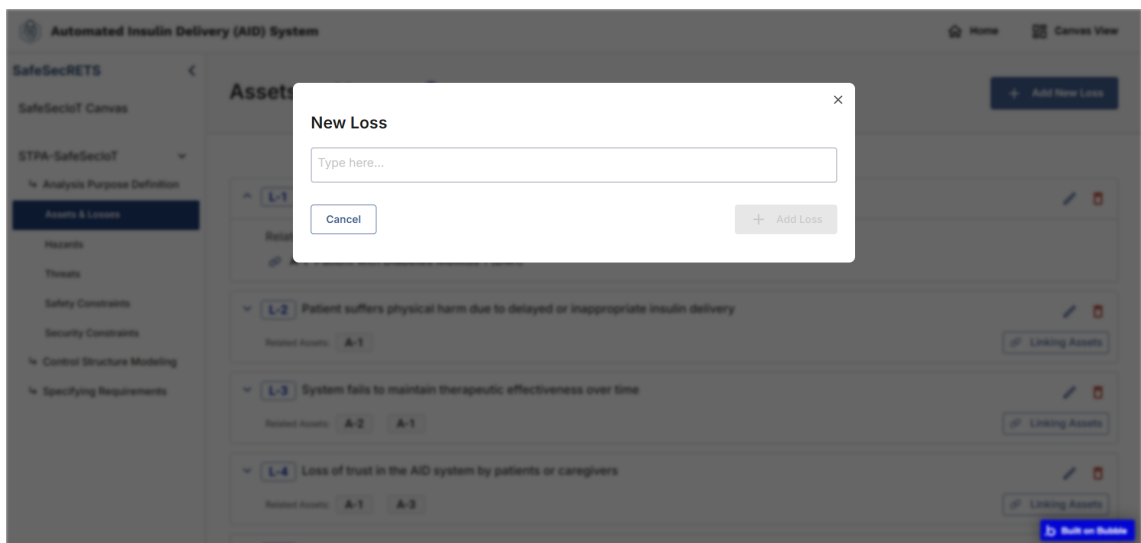 Automated Insulin Delivery (AID) System
Home
Canvas View
SafeSecRETS
SafeSecIoT Canvas
STPA-SafeSecIoT
Analysis Purpose Definition
Assets & Losses
Hazards
Threats
Safety Constraints
Security Constraints
Control Structure Modeling
Specifying Requirements
Assets
+ Add New Loss
New Loss
Type here...
Cancel
+ Add Loss
L-1
L-2 Patient suffers physical harm due to delayed or inappropriate insulin delivery
Related Assets: A-1
Linking Assets
L-3 System fails to maintain therapeutic effectiveness over time
Related Assets: A-2 A-1
Linking Assets
L-4 Loss of trust in the AID system by patients or caregivers
Related Assets: A-1 A-3
Linking Assets
Built on Bubble